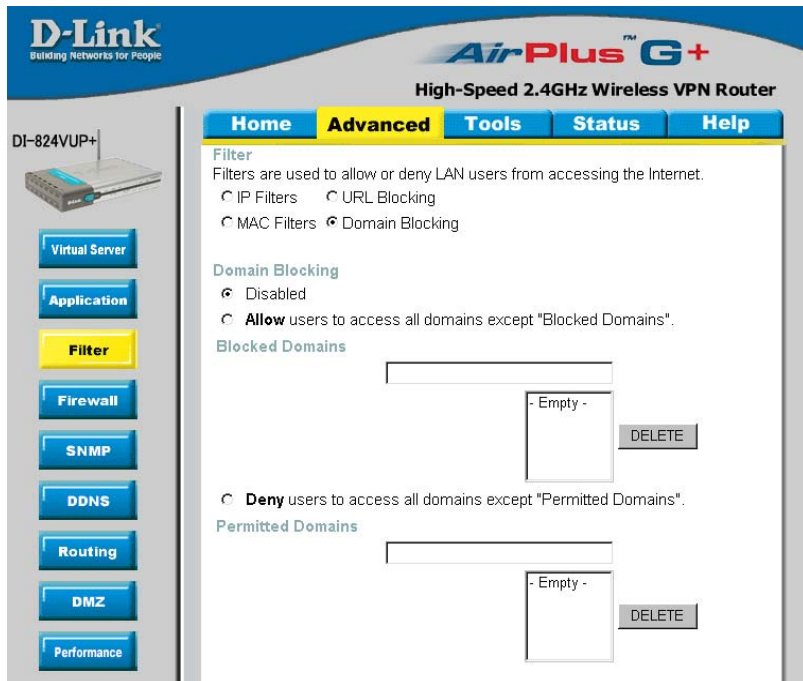 D-Link
Building Networks for People
AirPlus™ G+
High-Speed 2.4GHz Wireless VPN Router
DI-824VUP+
Home Advanced Tools Status Help
Virtual Server
Application
Filter
Firewall
SNMP
DDNS
Routing
DMZ
Performance
Filter
Filters are used to allow or deny LAN users from accessing the Internet.
IP Filters URL Blocking
MAC Filters Domain Blocking
Domain Blocking
Disabled
Allow users to access all domains except "Blocked Domains".
Blocked Domains
- Empty -
DELETE
Deny users to access all domains except "Permitted Domains".
Permitted Domains
- Empty -
DELETE